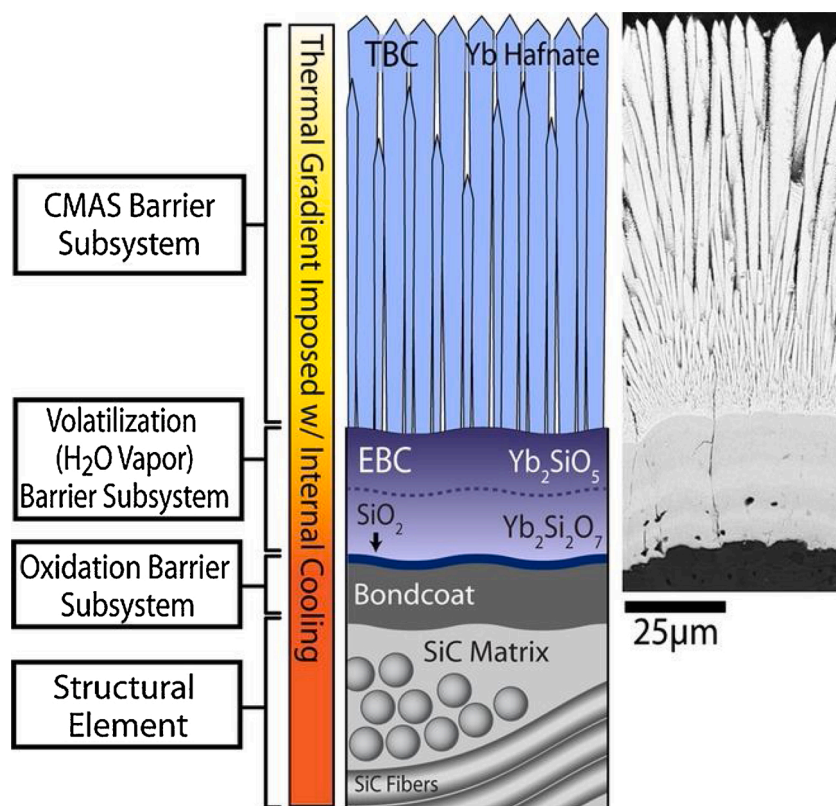 CMAS Barrier
Subsystem
Volatilization
(H₂O Vapor)
Barrier Subsystem
Oxidation Barrier
Subsystem
Structural
Element
Thermal Gradient Imposed w/ Internal Cooling
TBC Yb Hafnate
EBC Yb₂SiO₅
SiO₂ Yb₂Si₂O₇
Bondcoat
SiC Matrix
SiC Fibers
25μm